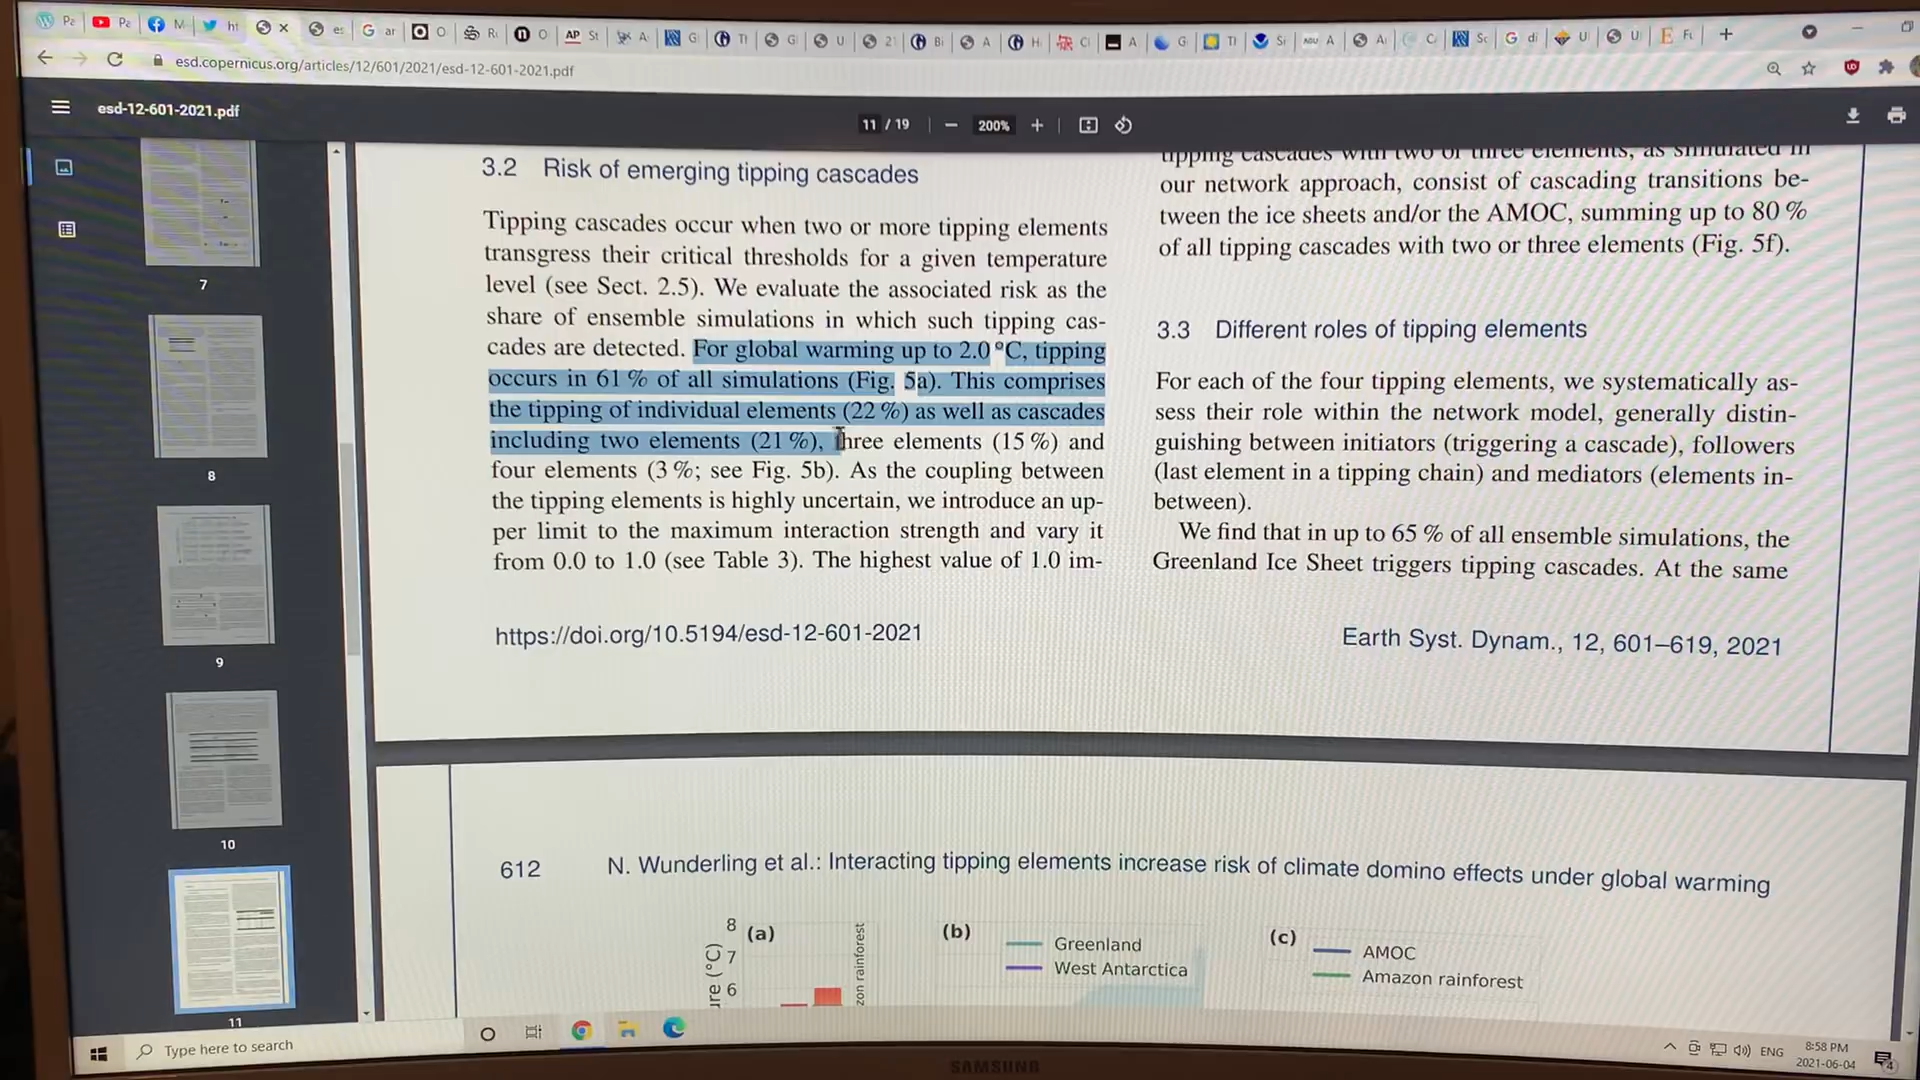 esd.copernicus.org/articles/12/601/2021/esd-12-601-2021.pdf
esd-12-601-2021.pdf
11 / 19
200%
7
8
9
10
11
3.2 Risk of emerging tipping cascades
Tipping cascades occur when two or more tipping elements
transgress their critical thresholds for a given temperature
level (see Sect. 2.5). We evaluate the associated risk as the
share of ensemble simulations in which such tipping cas-
cades are detected. For global warming up to 2.0 °C, tipping
occurs in 61 % of all simulations (Fig. 5a). This comprises
the tipping of individual elements (22 %) as well as cascades
including two elements (21 %), three elements (15 %) and
four elements (3 %; see Fig. 5b). As the coupling between
the tipping elements is highly uncertain, we introduce an up-
per limit to the maximum interaction strength and vary it
from 0.0 to 1.0 (see Table 3). The highest value of 1.0 im-
tipping cascades with two or three elements, as simulated in
our network approach, consist of cascading transitions be-
tween the ice sheets and/or the AMOC, summing up to 80 %
of all tipping cascades with two or three elements (Fig. 5f).
3.3 Different roles of tipping elements
For each of the four tipping elements, we systematically as-
sess their role within the network model, generally distin-
guishing between initiators (triggering a cascade), followers
(last element in a tipping chain) and mediators (elements in-
between).
We find that in up to 65 % of all ensemble simulations, the
Greenland Ice Sheet triggers tipping cascades. At the same
https://doi.org/10.5194/esd-12-601-2021
Earth Syst. Dynam., 12, 601–619, 2021
612 N. Wunderling et al.: Interacting tipping elements increase risk of climate domino effects under global warming
(a)
8
7
6
ure (°C)
zon rainforest
(b)
Greenland
West Antarctica
(c)
AMOC
Amazon rainforest
Type here to search
ENG
8:58 PM
2021-06-04
SAMSUNG